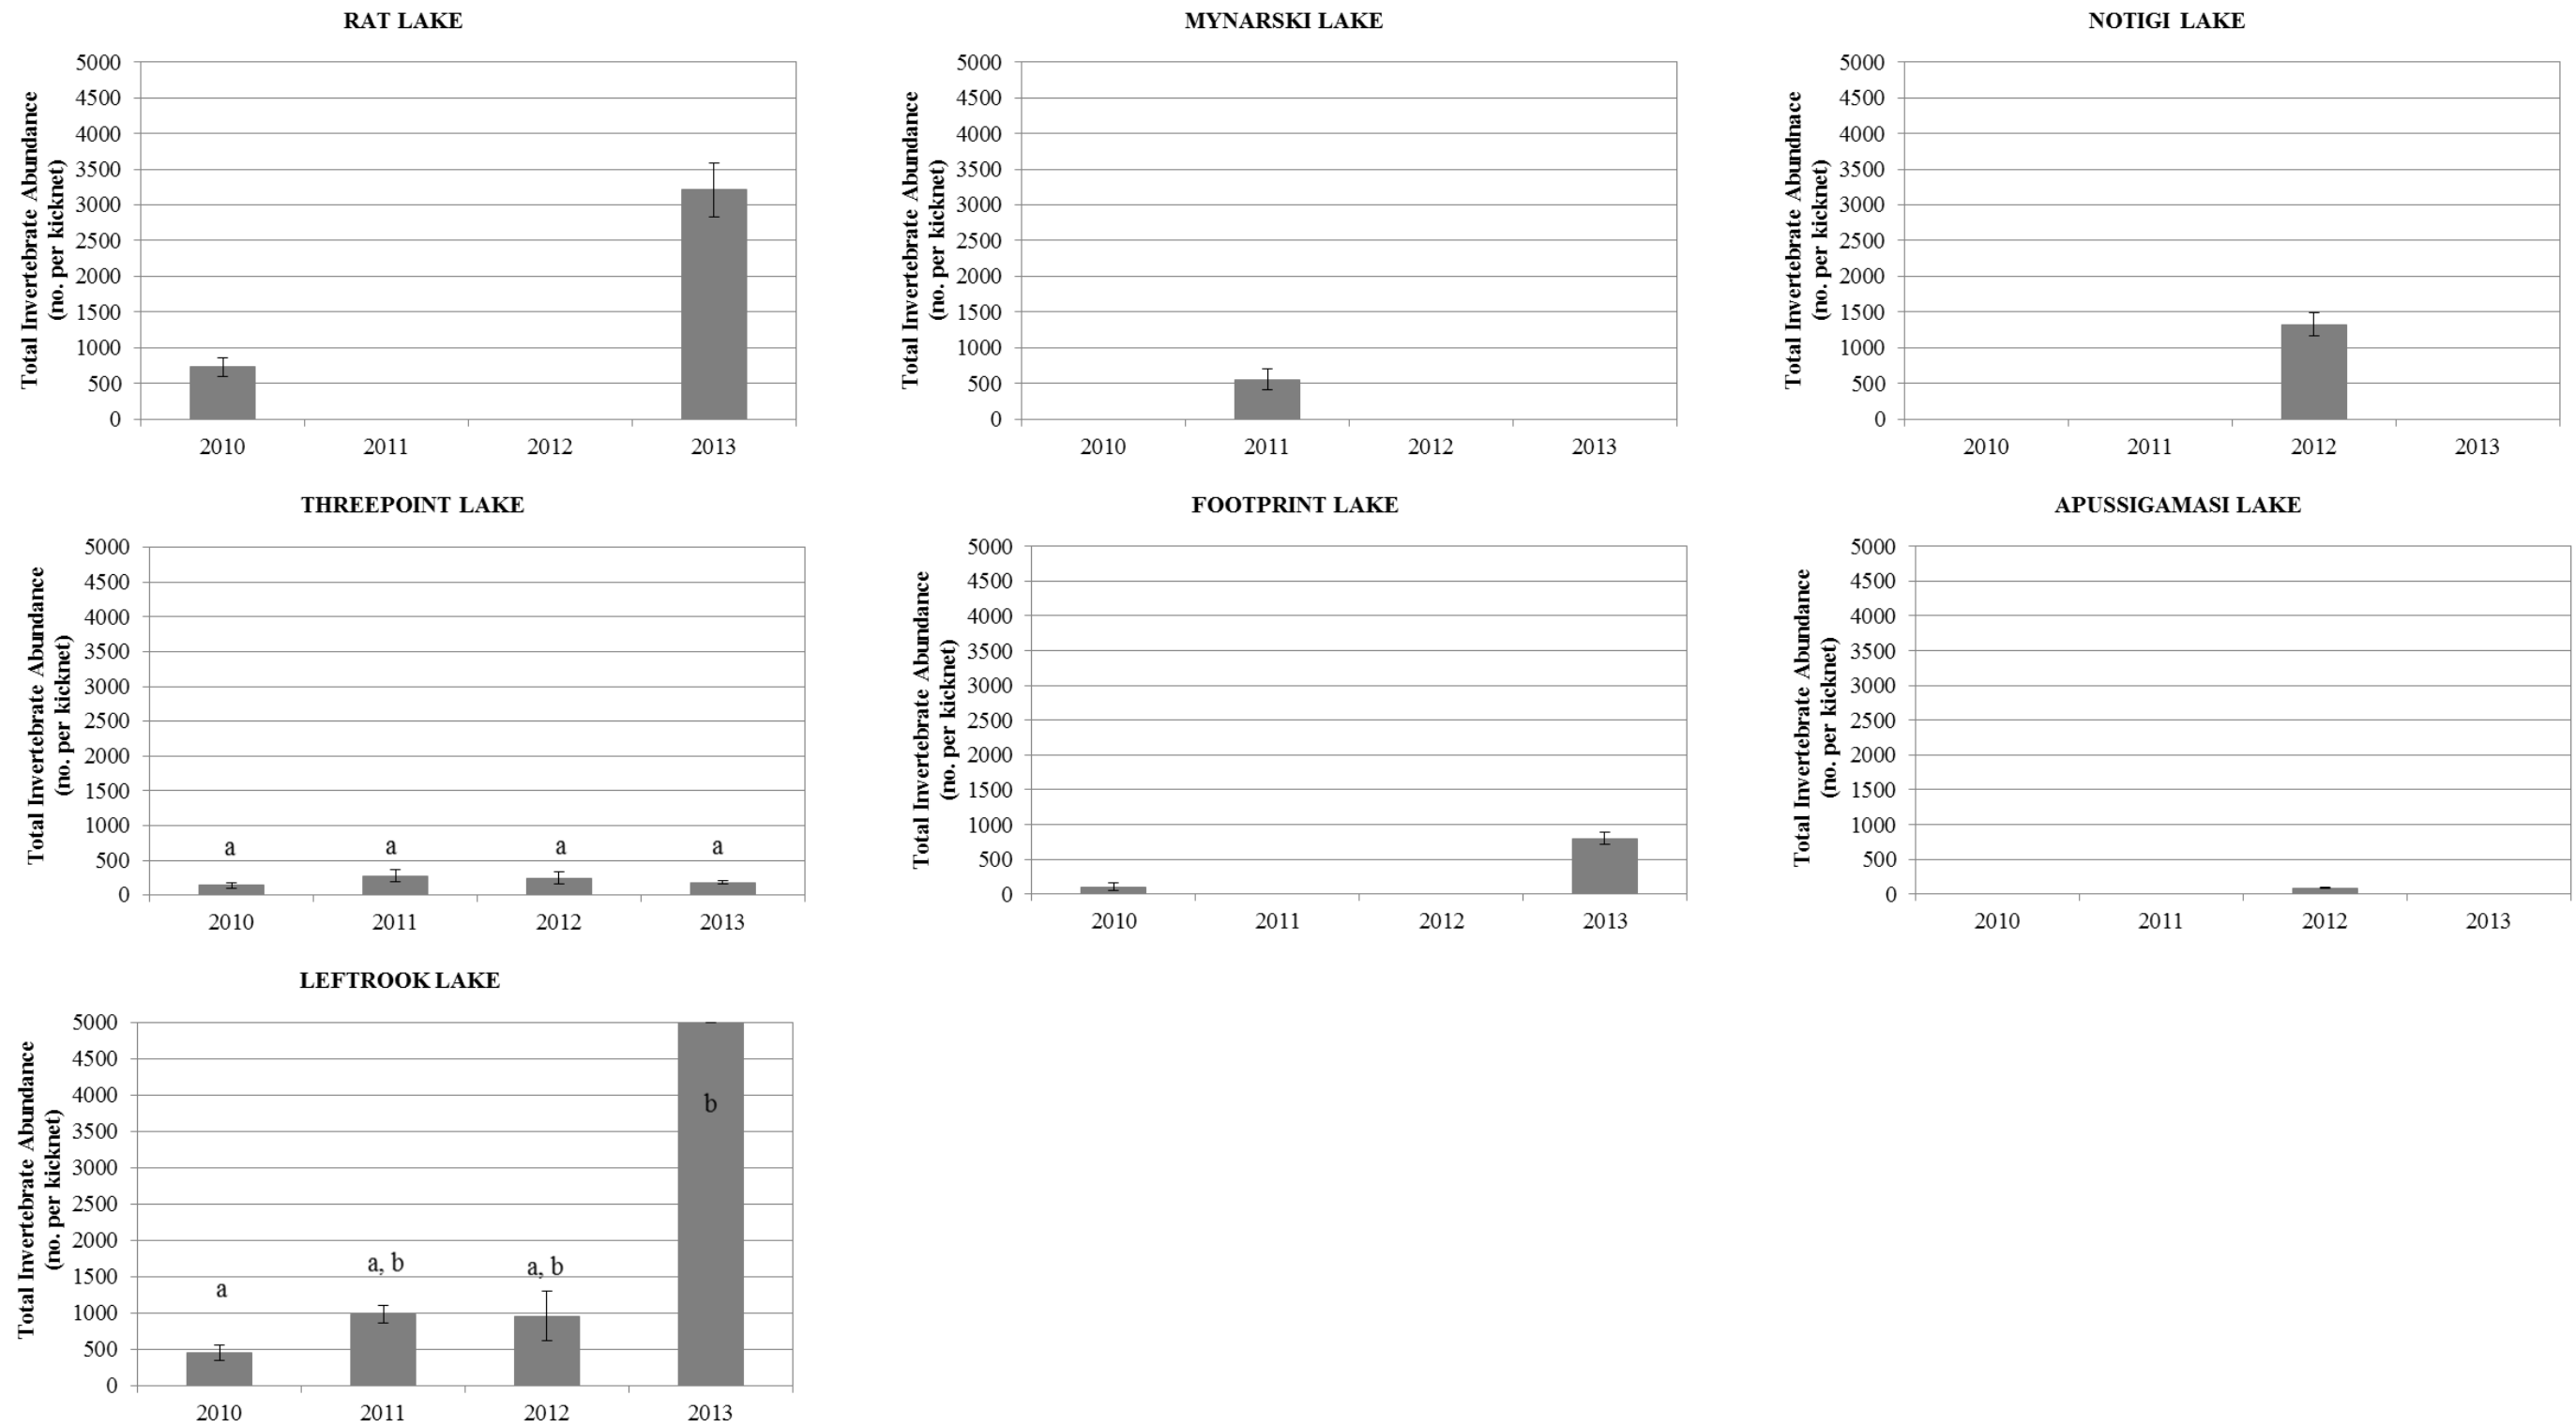 RAT LAKE
Total Invertebrate Abundance
(no. per kicknet)
5000
4500
4000
3500
3000
2500
2000
1500
1000
500
0
2010 2011 2012 2013
MYNARSKI LAKE
Total Invertebrate Abundance
(no. per kicknet)
5000
4500
4000
3500
3000
2500
2000
1500
1000
500
0
2010 2011 2012 2013
NOTIGI LAKE
Total Invertebrate Abundnace
(no. per kicknet)
5000
4500
4000
3500
3000
2500
2000
1500
1000
500
0
2010 2011 2012 2013
THREEPOINT LAKE
Total Invertebrate Abundance
(no. per kicknet)
5000
4500
4000
3500
3000
2500
2000
1500
1000
500
0
a a a a
2010 2011 2012 2013
FOOTPRINT LAKE
Total Invertebrate Abundance
(no. per kicknet)
5000
4500
4000
3500
3000
2500
2000
1500
1000
500
0
2010 2011 2012 2013
APUSSIGAMASI LAKE
Total Invertebrate Abundance
(no. per kicknet)
5000
4500
4000
3500
3000
2500
2000
1500
1000
500
0
2010 2011 2012 2013
LEFTROOK LAKE
Total Invertebrate Abundance
(no. per kicknet)
5000
4500
4000
3500
3000
2500
2000
1500
1000
500
0
a a, b a, b b
2010 2011 2012 2013